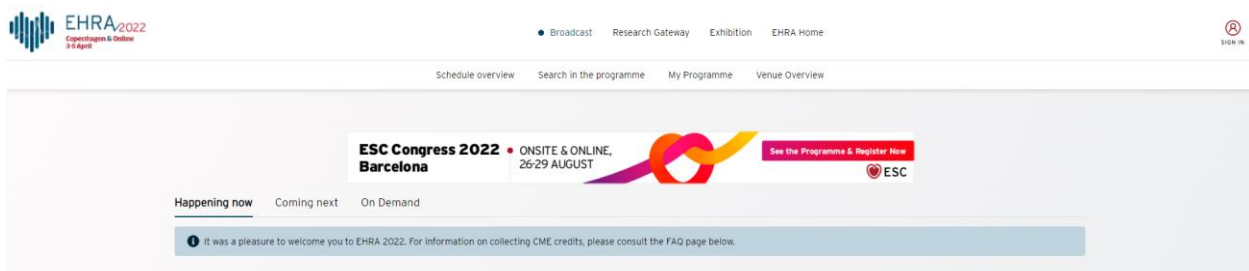 EHRA/2022
Copenhagen & Online
3-5 April
Broadcast Research Gateway Exhibition EHRA Home
SIGN IN
Schedule overview Search in the programme My Programme Venue Overview
ESC Congress 2022 ONSITE & ONLINE,
Barcelona 26-29 AUGUST
See the Programme & Register Now
ESC
Happening now Coming next On Demand
It was a pleasure to welcome you to EHRA 2022. For information on collecting CME credits, please consult the FAQ page below.